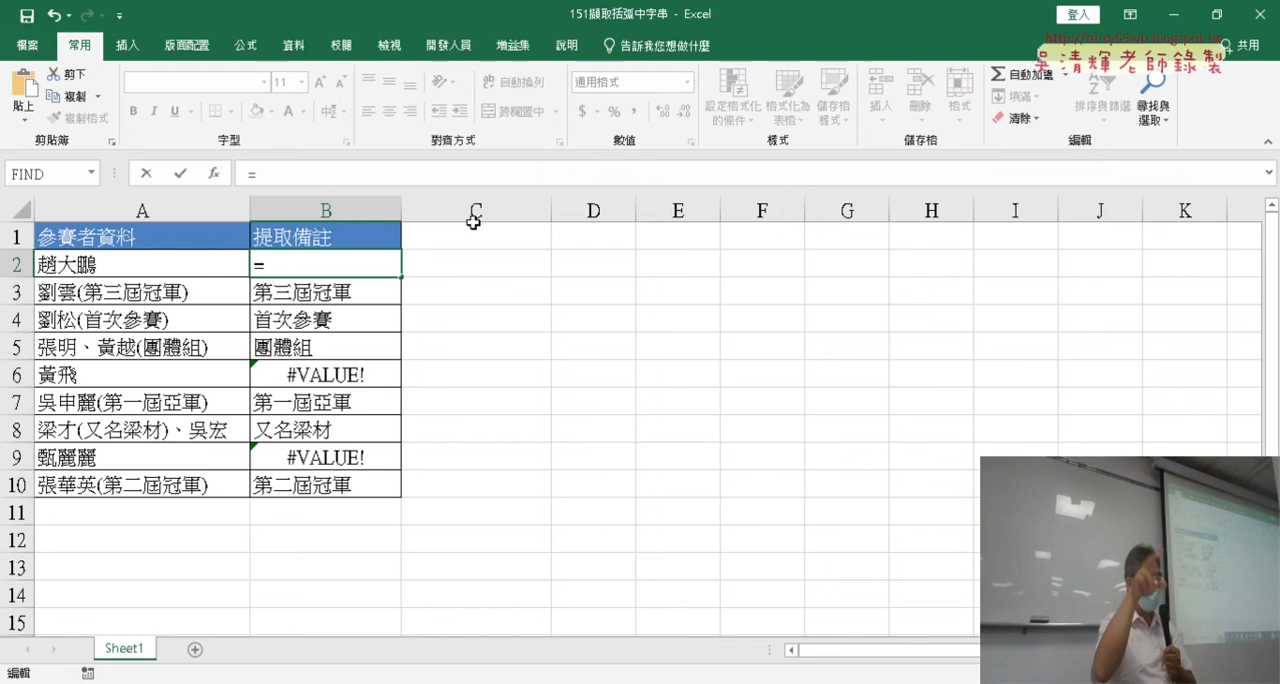 151擷取括弧中字串 - Excel
登入
http://terry55wu.blogspot.tw
吳清輝老師錄製
檔案 常用 插入 版面配置 公式 資料 校閱 檢視 開發人員 增益集 說明 告訴我您想做什麼 共用
貼上 剪下 複製 複製格式
11
自動換列 跨欄置中
通用格式
$ %
設定格式化的條件 格式化為表格 儲存格樣式
插入 刪除 格式
自動加總 填滿 清除
排序與篩選 尋找與選取
剪貼簿 字型 對齊方式 數值 樣式 儲存格 編輯
FIND fx =
A B C D E F G H I J K
1 參賽者資料 提取備註
2 趙大鵬 =
3 劉雲(第三屆冠軍) 第三屆冠軍
4 劉松(首次參賽) 首次參賽
5 張明、黃越(團體組) 團體組
6 黃飛 #VALUE!
7 吳申麗(第一屆亞軍) 第一屆亞軍
8 梁才(又名梁材)、吳宏 又名梁材
9 甄麗麗 #VALUE!
10 張華英(第二屆冠軍) 第二屆冠軍
11
12
13
14
15
Sheet1
編輯